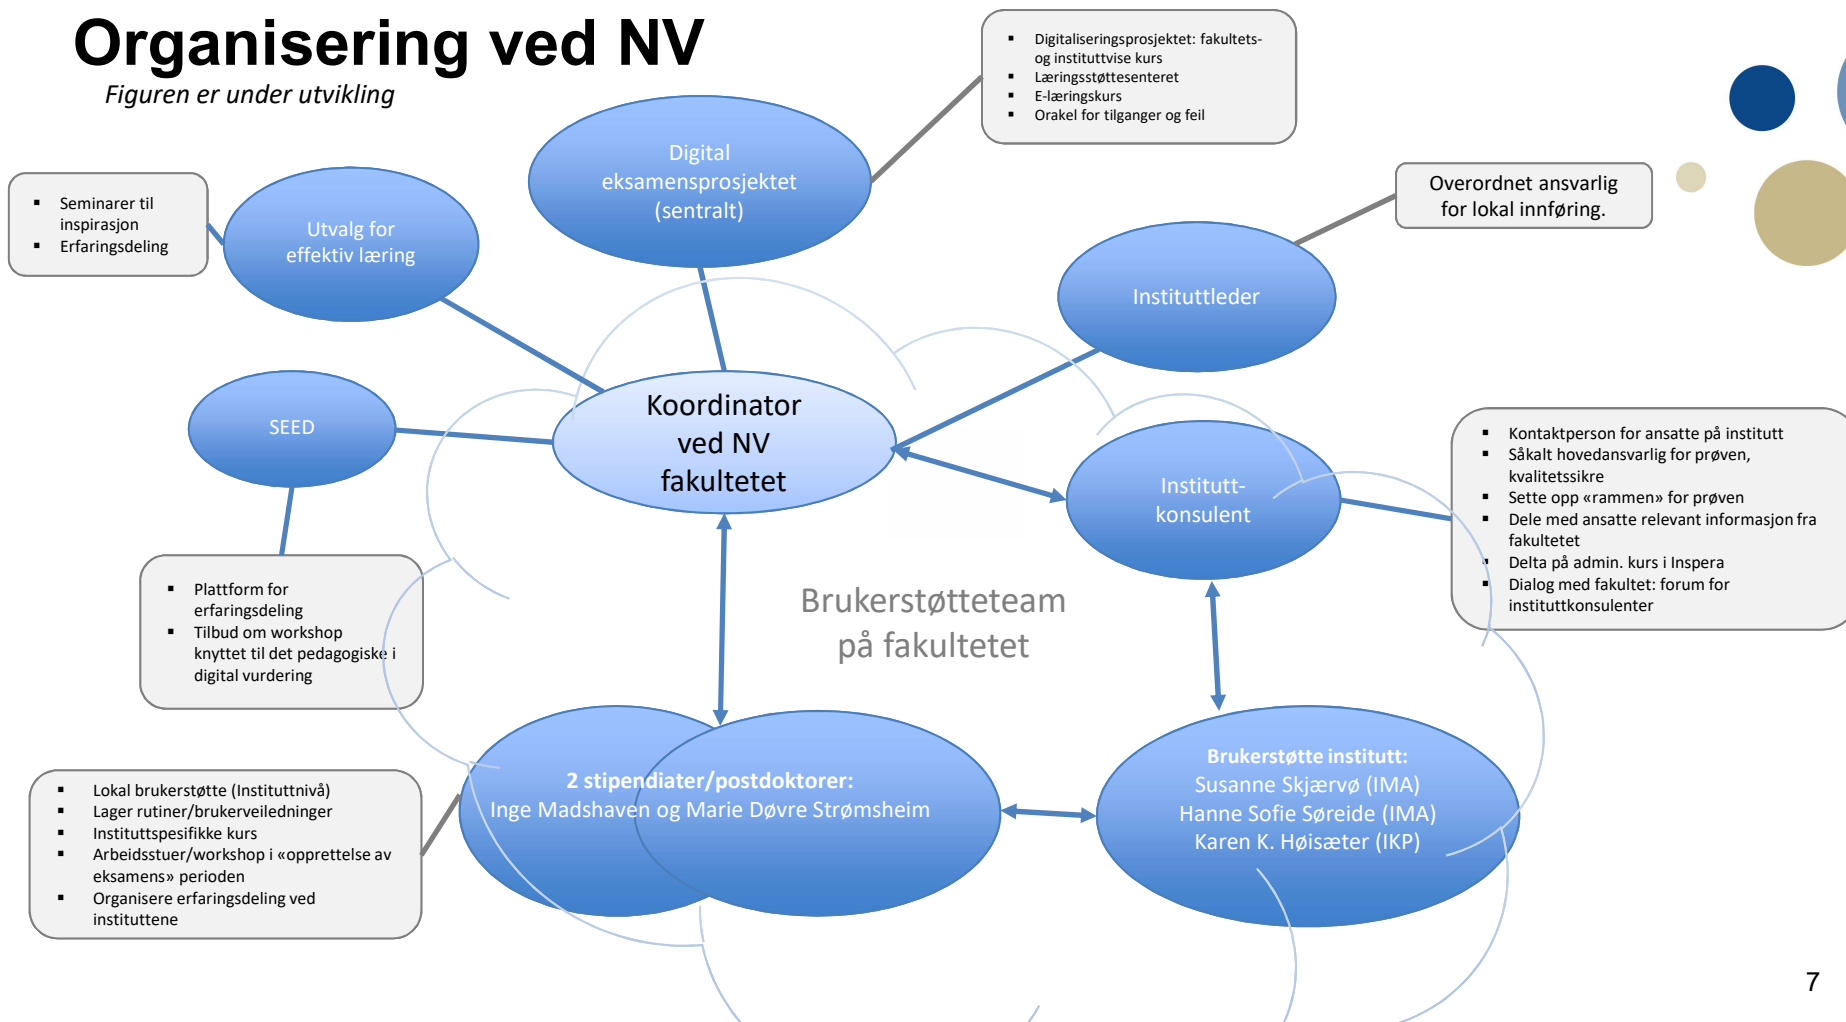 Organisering ved NV
Figuren er under utvikling
▪ Digitaliseringsprosjektet: fakultets-
og instituttvise kurs
▪ Læringsstøttesenteret
▪ E-læringskurs
▪ Orakel for tilganger og feil
Digital
eksamensprosjektet
(sentralt)
Overordnet ansvarlig
for lokal innføring.
▪ Seminarer til
inspirasjon
▪ Erfaringsdeling
Utvalg for
effektiv læring
Instituttleder
SEED
Koordinator
ved NV
fakultetet
Institutt-
konsulent
▪ Kontaktperson for ansatte på institutt
▪ Såkalt hovedansvarlig for prøven,
kvalitetssikre
▪ Sette opp «rammen» for prøven
▪ Dele med ansatte relevant informasjon fra
fakultetet
▪ Delta på admin. kurs i Inspera
▪ Dialog med fakultet: forum for
instituttkonsulenter
▪ Plattform for
erfaringsdeling
▪ Tilbud om workshop
knyttet til det pedagogiske i
digital vurdering
Brukerstøtteteam
på fakultetet
▪ Lokal brukerstøtte (Instituttnivå)
▪ Lager rutiner/brukerveiledninger
▪ Instituttspesifikke kurs
▪ Arbeidsstuer/workshop i «opprettelse av
eksamens» perioden
▪ Organisere erfaringsdeling ved
instituttene
2 stipendiater/postdoktorer:
Inge Madshaven og Marie Døvre Strømsheim
Brukerstøtte institutt:
Susanne Skjærvø (IMA)
Hanne Sofie Søreide (IMA)
Karen K. Høisæter (IKP)
7